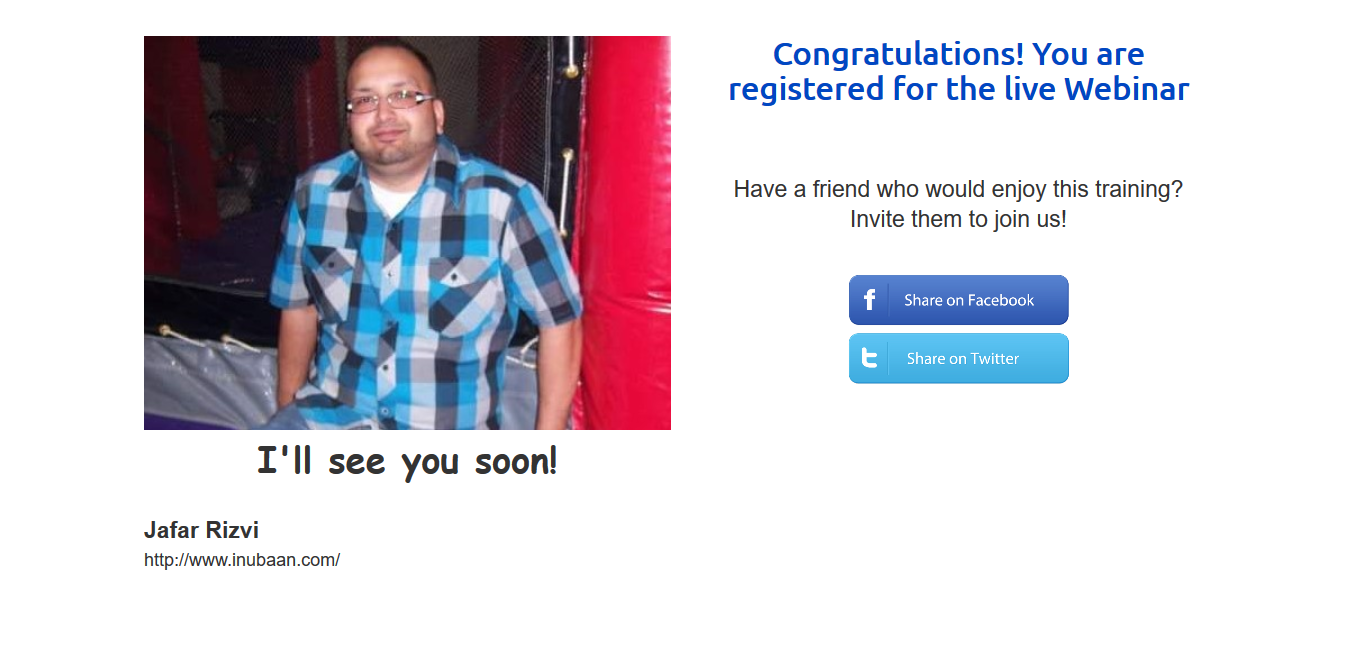 Congratulations! You are
registered for the live Webinar
Have a friend who would enjoy this training?
Invite them to join us!
f
Share on Facebook
t
Share on Twitter
I'll see you soon!
Jafar Rizvi
http://www.inubaan.com/